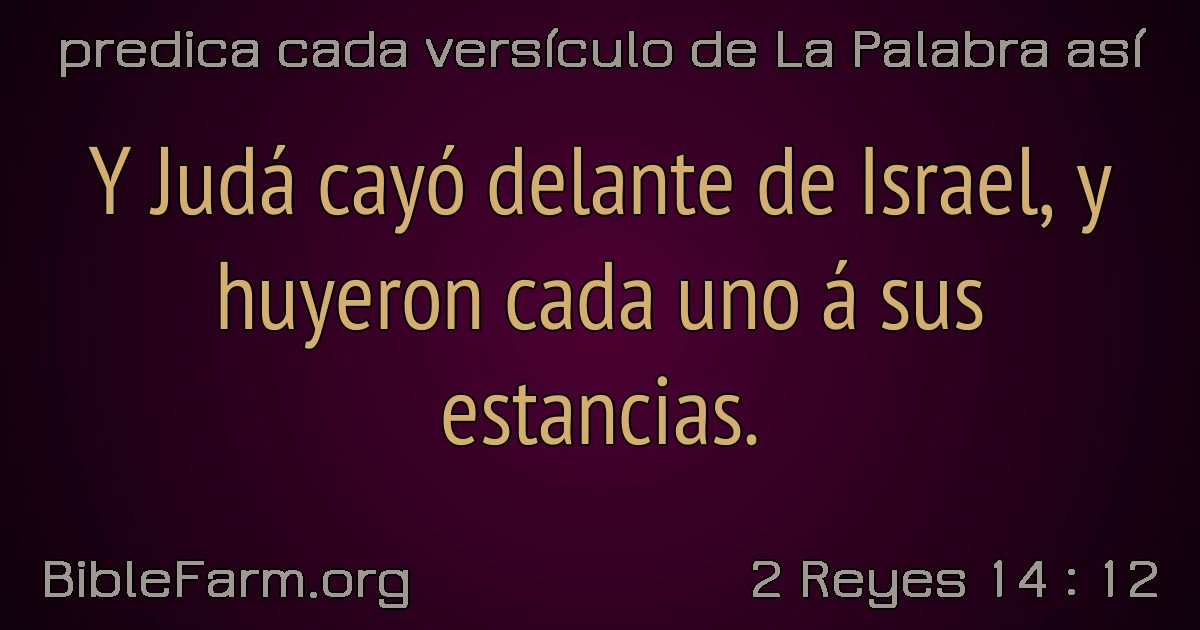 predica cada versículo de La Palabra así
Y Judá cayó delante de Israel, y
huyeron cada uno á sus
estancias.
BibleFarm.org
2 Reyes 14 : 12